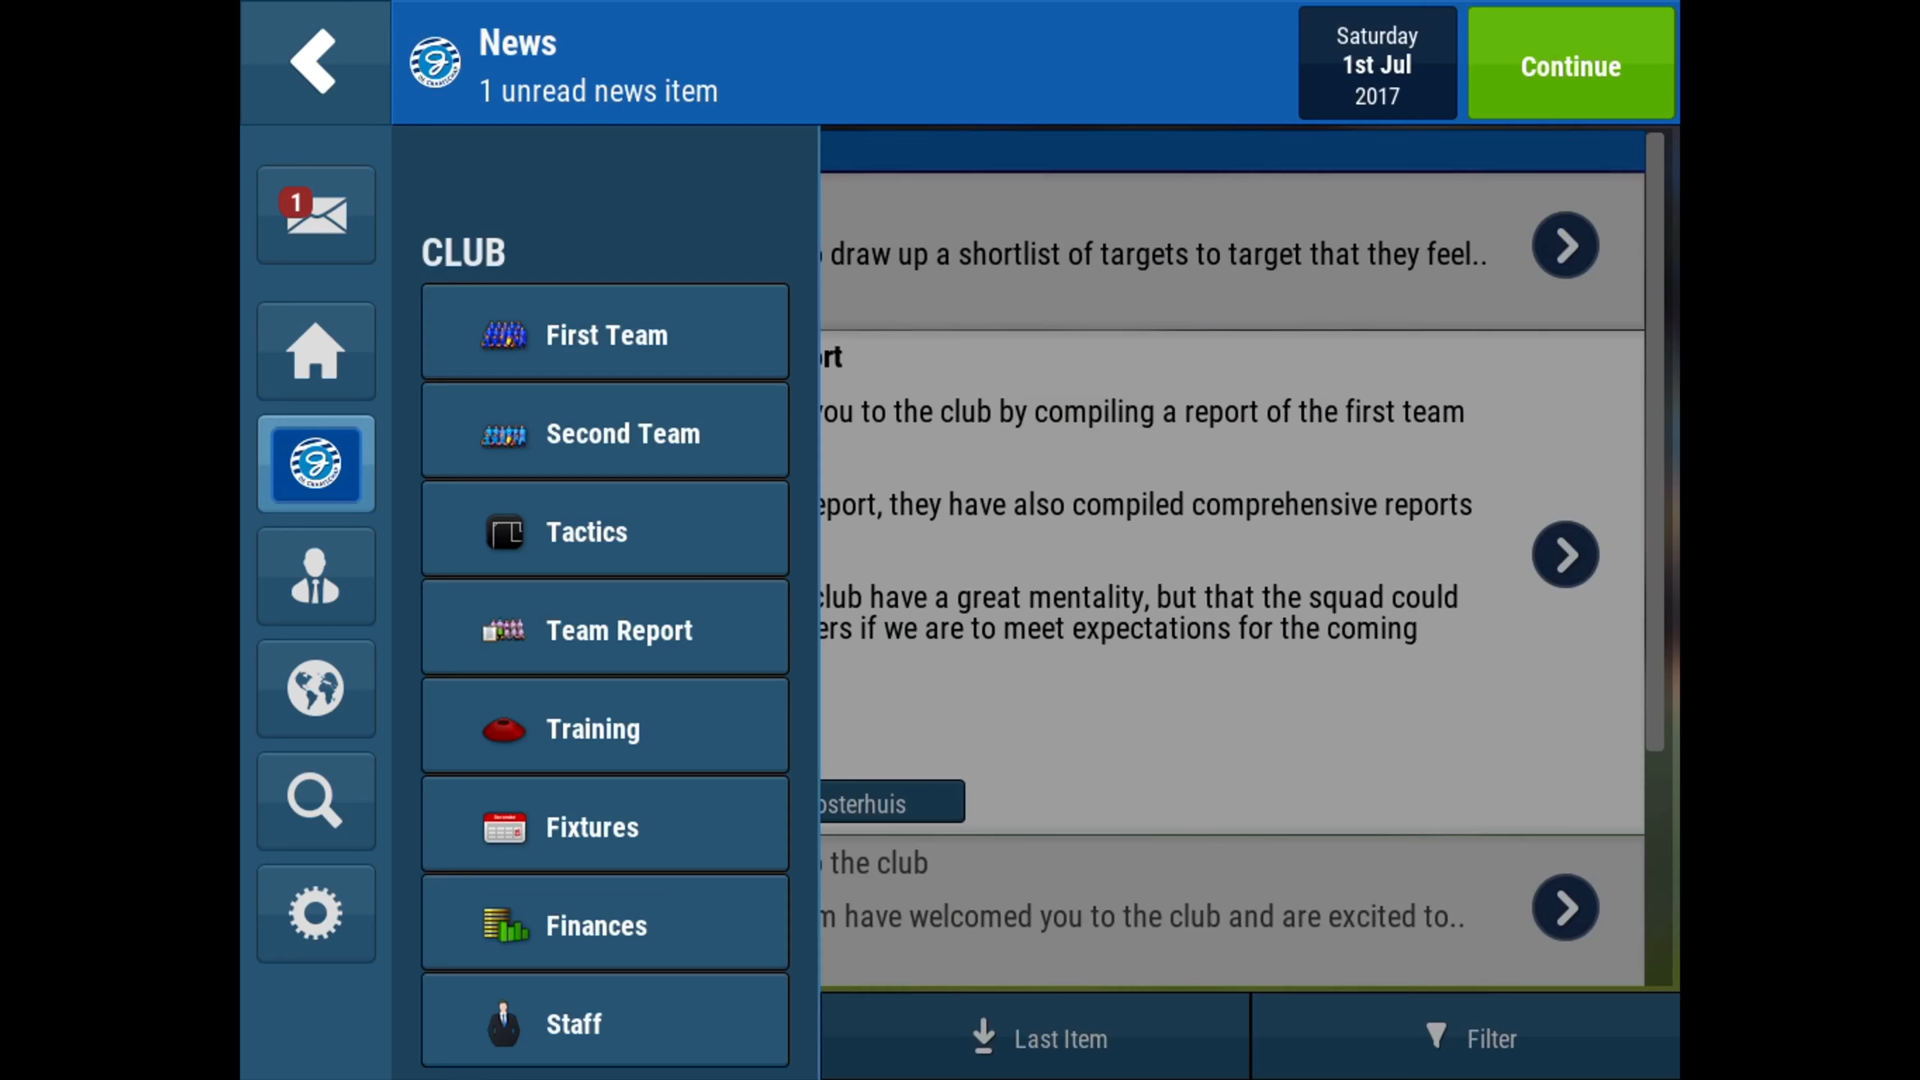 News
1 unread news item
Saturday
1st Jul
2017
Continue
1
CLUB
First Team
Second Team
Tactics
Team Report
Training
Fixtures
Finances
Staff
draw up a shortlist of targets to target that they feel..
ort
you to the club by compiling a report of the first team
eport, they have also compiled comprehensive reports
club have a great mentality, but that the squad could
ers if we are to meet expectations for the coming
osterhuis
the club
m have welcomed you to the club and are excited to..
Last Item
Filter